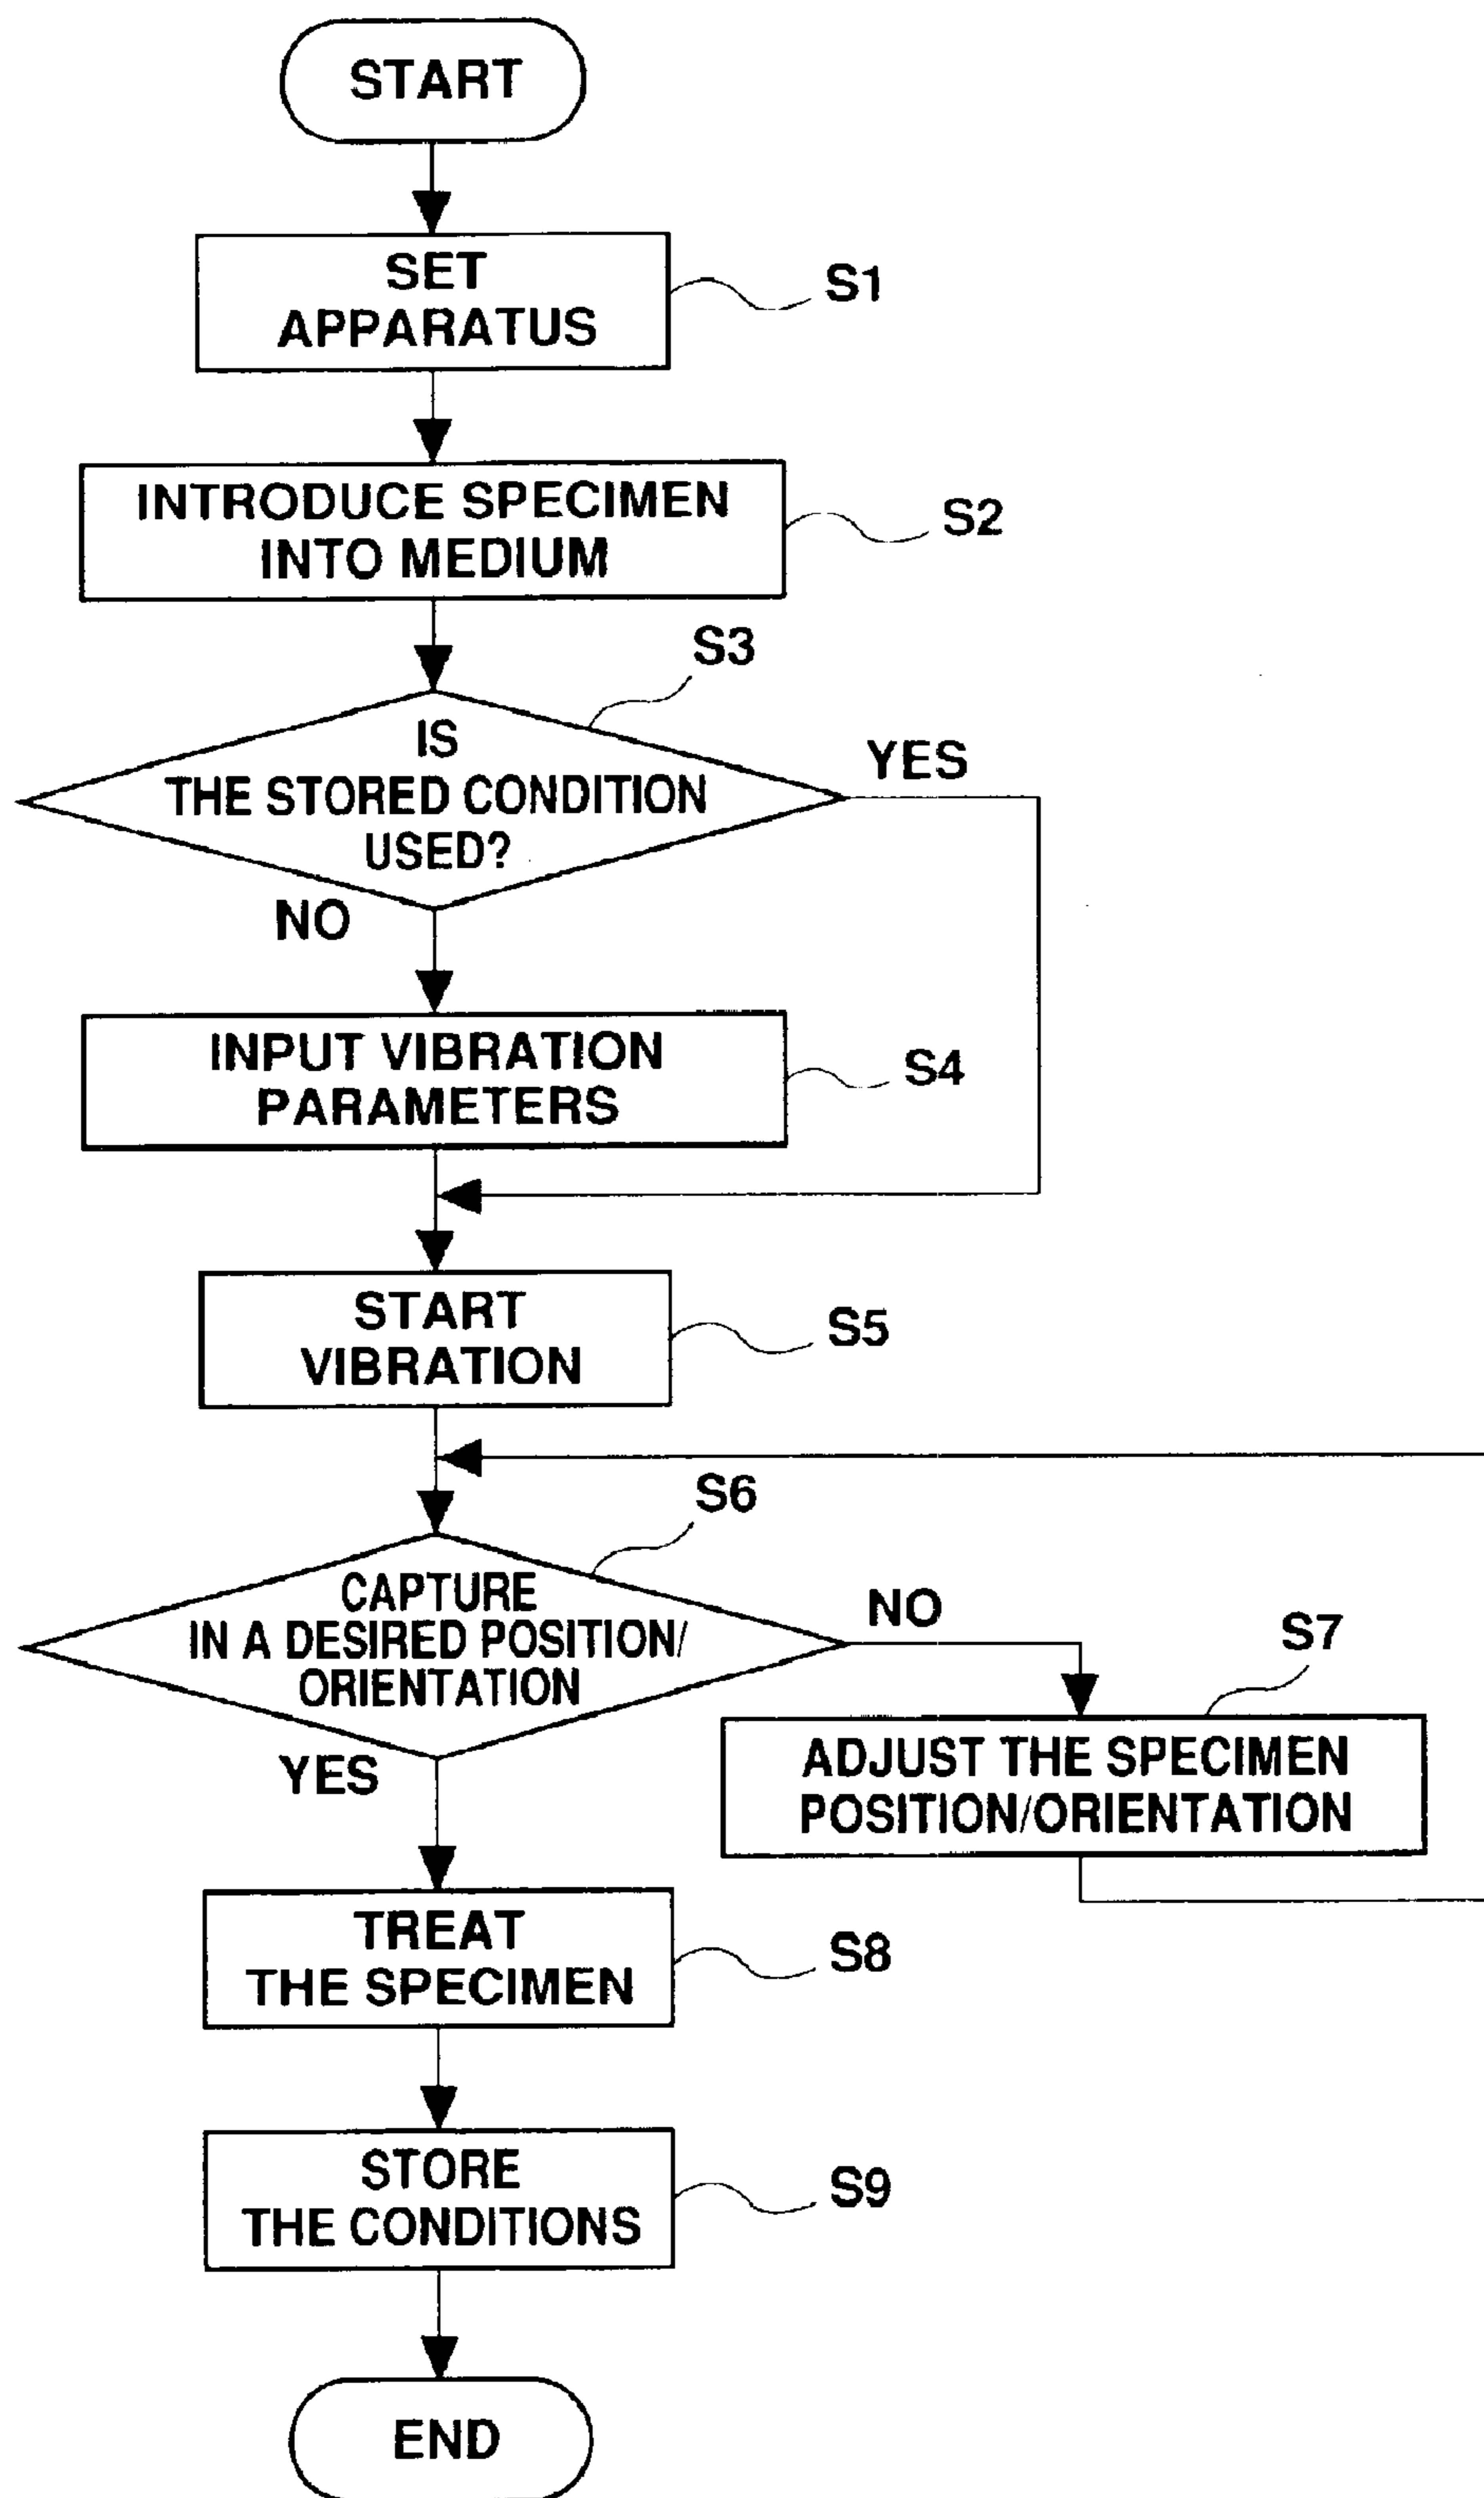 START
SET
APPARATUS
S1
INTRODUCE SPECIMEN
INTO MEDIUM
S2
S3
IS
THE STORED CONDITION
USED?
YES
NO
INPUT VIBRATION
PARAMETERS
S4
START
VIBRATION
S5
S6
CAPTURE
IN A DESIRED POSITION/
ORIENTATION
NO
S7
ADJUST THE SPECIMEN
POSITION/ORIENTATION
YES
TREAT
THE SPECIMEN
S8
STORE
THE CONDITIONS
S9
END